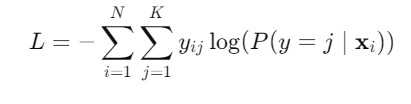 L = − \sum_{i=1}^{N} \sum_{j=1}^{K} y_{ij} \log(P(y = j \mid \mathbf{x}_i))